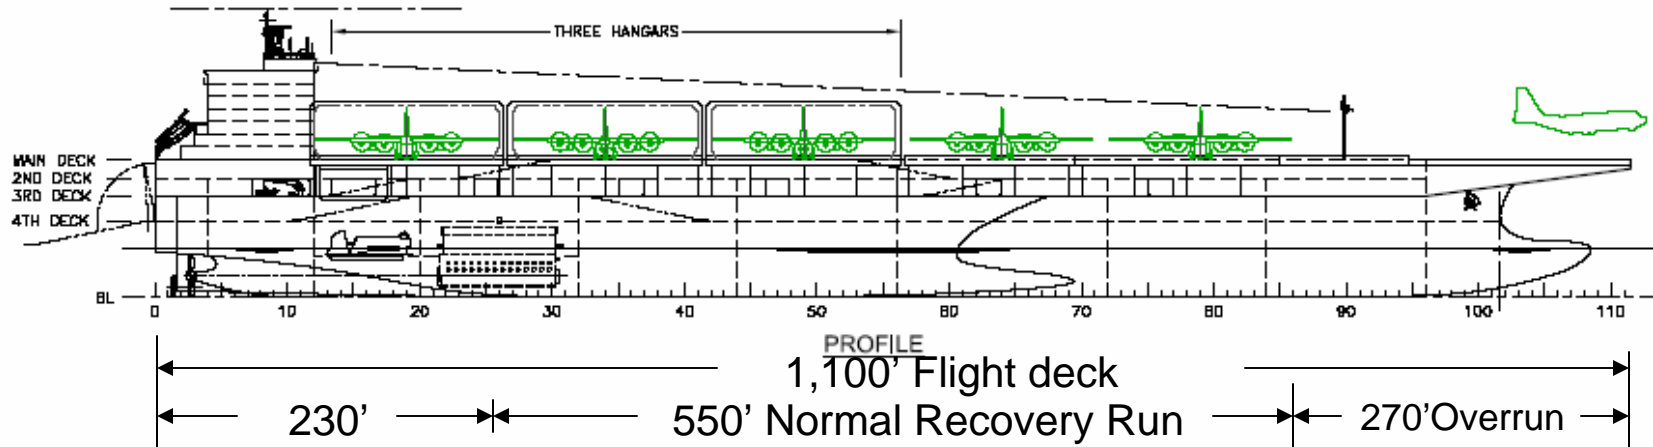 THREE HANGARS
MAIN DECK
2ND DECK
3RD DECK
4TH DECK
BL
0 10 20 30 40 50 60 70 80 90 100 110
PROFILE
1,100' Flight deck
230' 550' Normal Recovery Run 270'Overrun